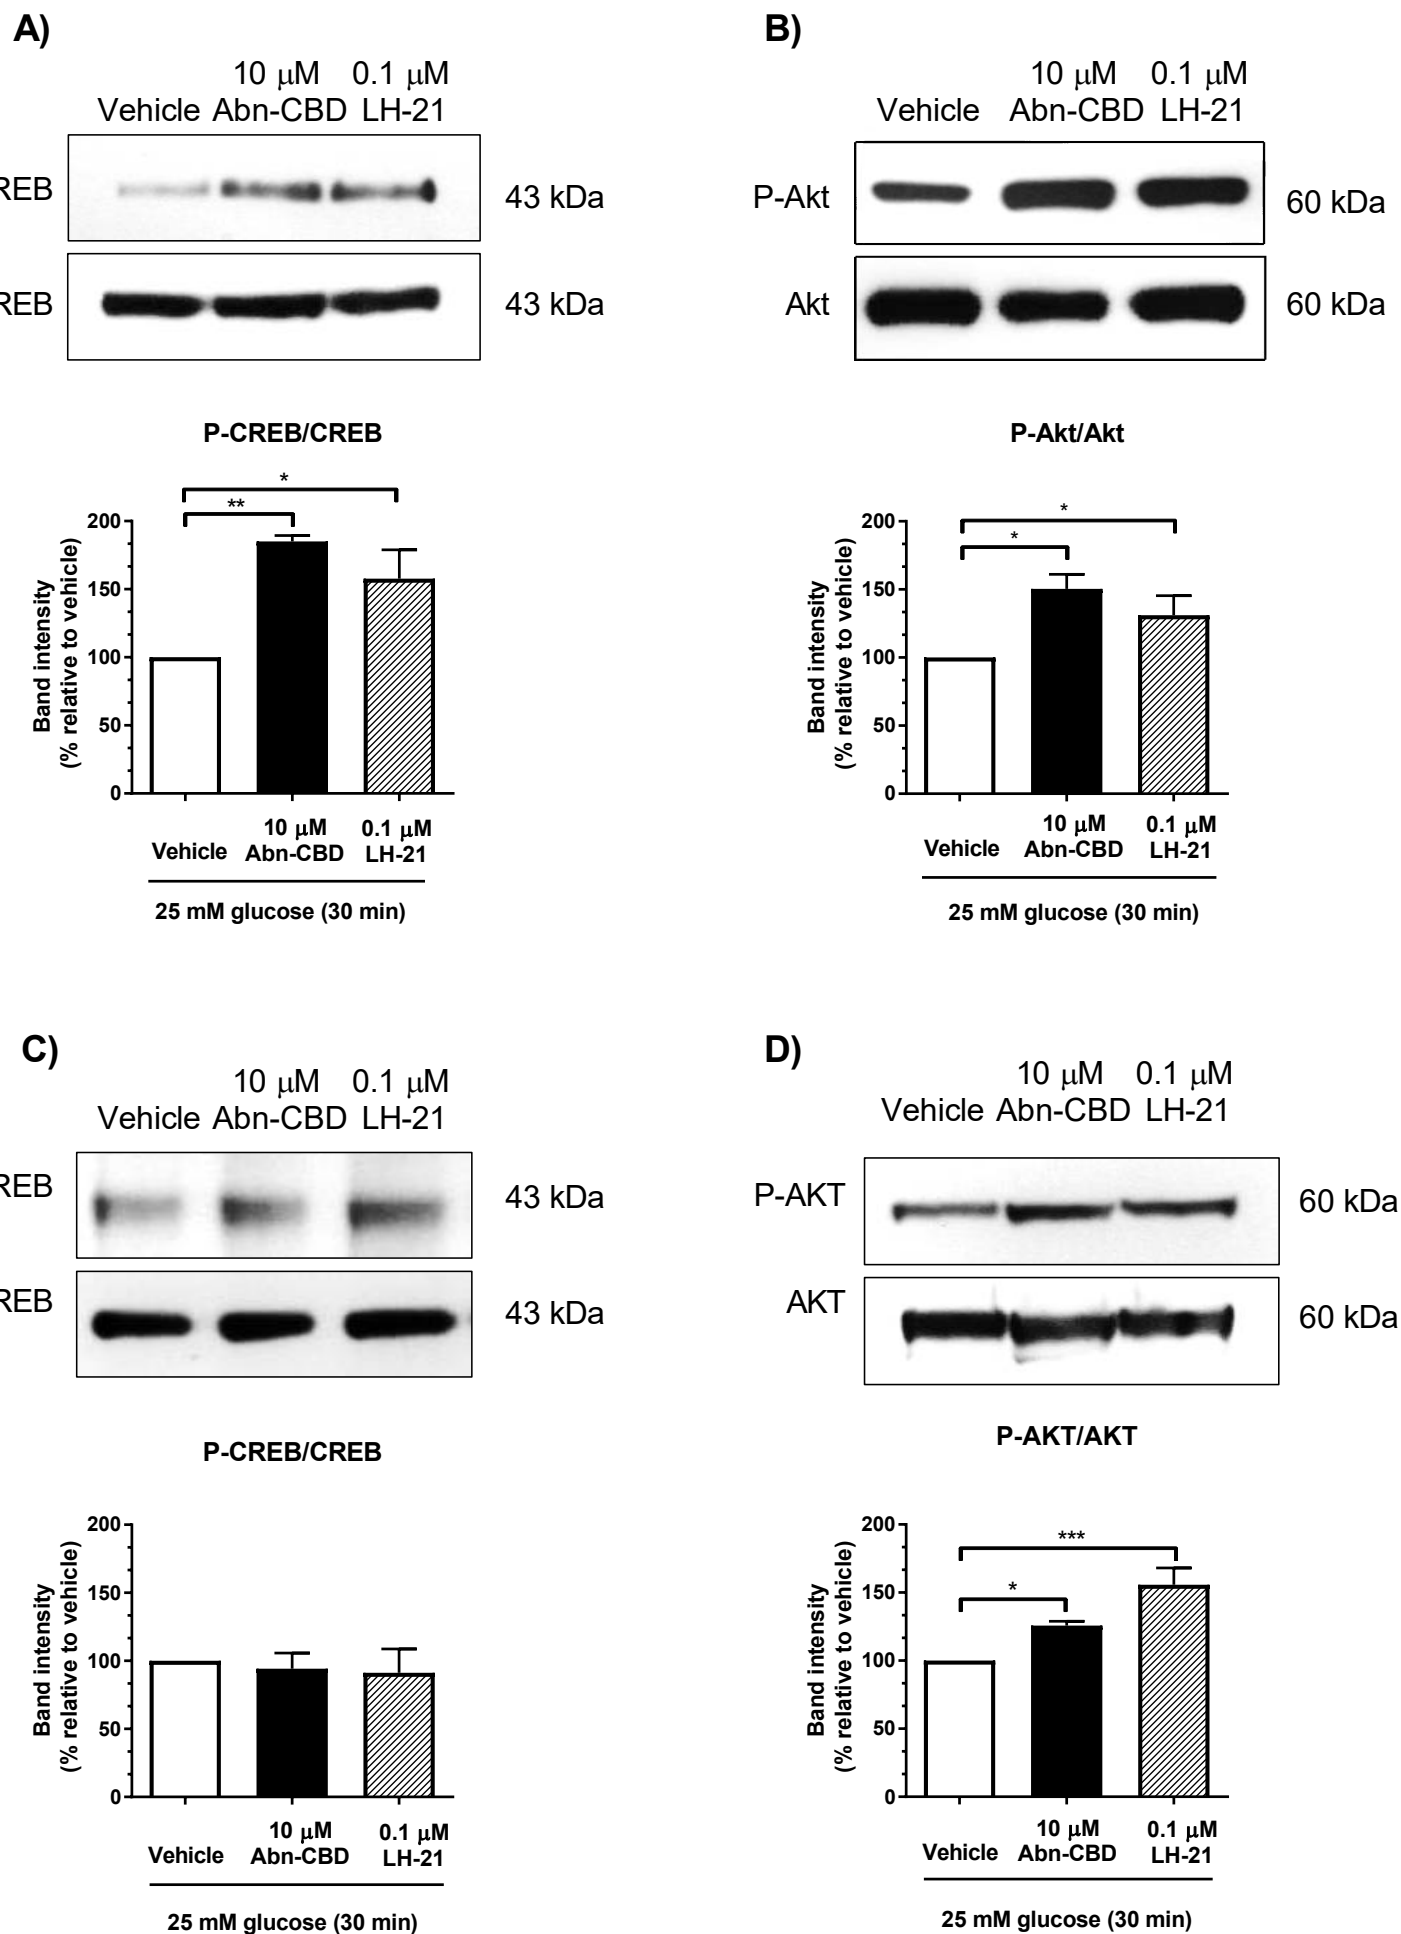 A)
10 μM 0.1 μM
Vehicle Abn-CBD LH-21
REB 43 kDa
REB 43 kDa
P-CREB/CREB
*
**
Band intensity
(% relative to vehicle)
200
150
100
50
0
10 μM 0.1 μM
Vehicle Abn-CBD LH-21
25 mM glucose (30 min)
B)
10 μM 0.1 μM
Vehicle Abn-CBD LH-21
P-Akt 60 kDa
Akt 60 kDa
P-Akt/Akt
*
*
Band intensity
(% relative to vehicle)
200
150
100
50
0
10 μM 0.1 μM
Vehicle Abn-CBD LH-21
25 mM glucose (30 min)
C)
10 μM 0.1 μM
Vehicle Abn-CBD LH-21
REB 43 kDa
REB 43 kDa
P-CREB/CREB
Band intensity
(% relative to vehicle)
200
150
100
50
0
10 μM 0.1 μM
Vehicle Abn-CBD LH-21
25 mM glucose (30 min)
D)
10 μM 0.1 μM
Vehicle Abn-CBD LH-21
P-AKT 60 kDa
AKT 60 kDa
P-AKT/AKT
***
*
Band intensity
(% relative to vehicle)
200
150
100
50
0
10 μM 0.1 μM
Vehicle Abn-CBD LH-21
25 mM glucose (30 min)